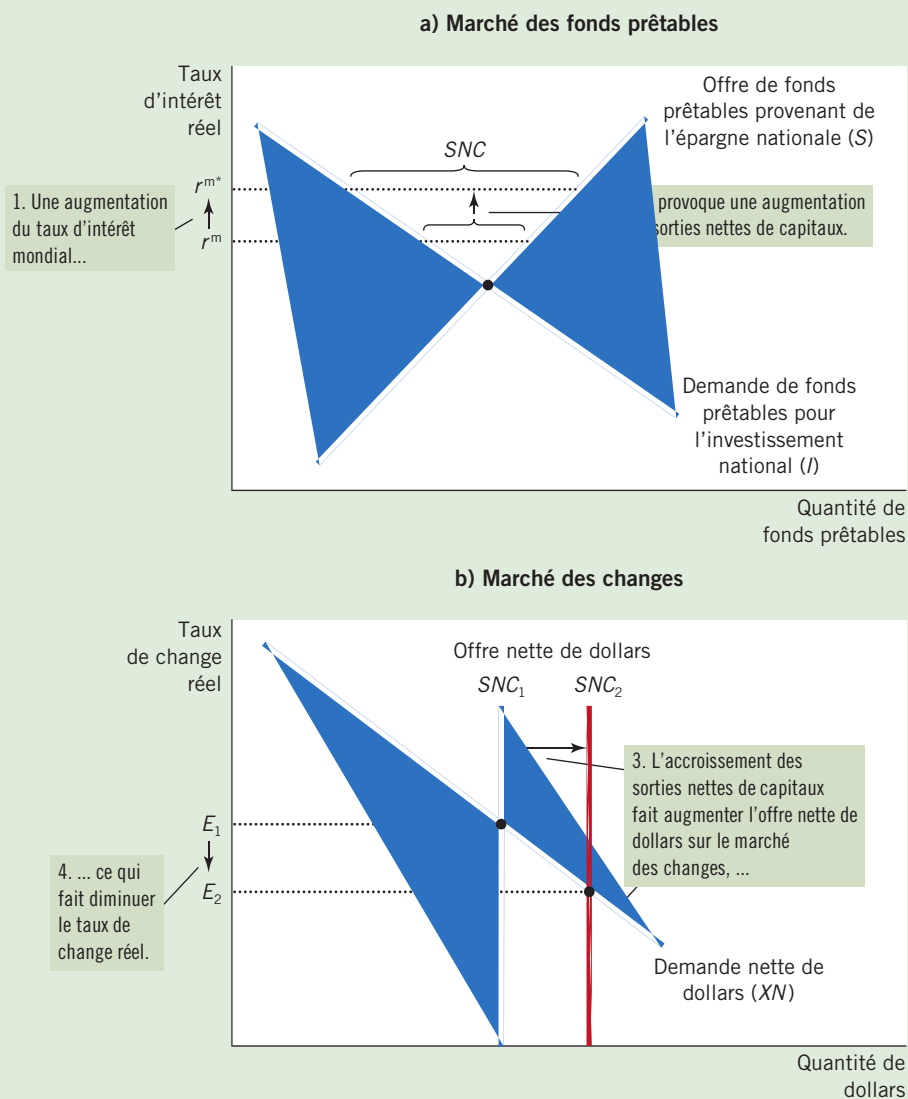 a) Marché des fonds prêtables
Taux
d'intérêt
réel
Offre de fonds
prêtables provenant de
l'épargne nationale (S)
SNC
r^m*
1. Une augmentation
du taux d'intérêt
mondial...
provoque une augmentation
sorties nettes de capitaux.
r^m
Demande de fonds
prêtables pour
l'investissement
national (I)
Quantité de
fonds prêtables
b) Marché des changes
Taux
de change
réel
Offre nette de dollars
SNC₁ SNC₂
3. L'accroissement des
sorties nettes de capitaux
fait augmenter l'offre nette de
dollars sur le marché
des changes, ...
E₁
4. ... ce qui
fait diminuer
le taux de
change réel.
E₂
Demande nette de
dollars (XN)
Quantité de
dollars